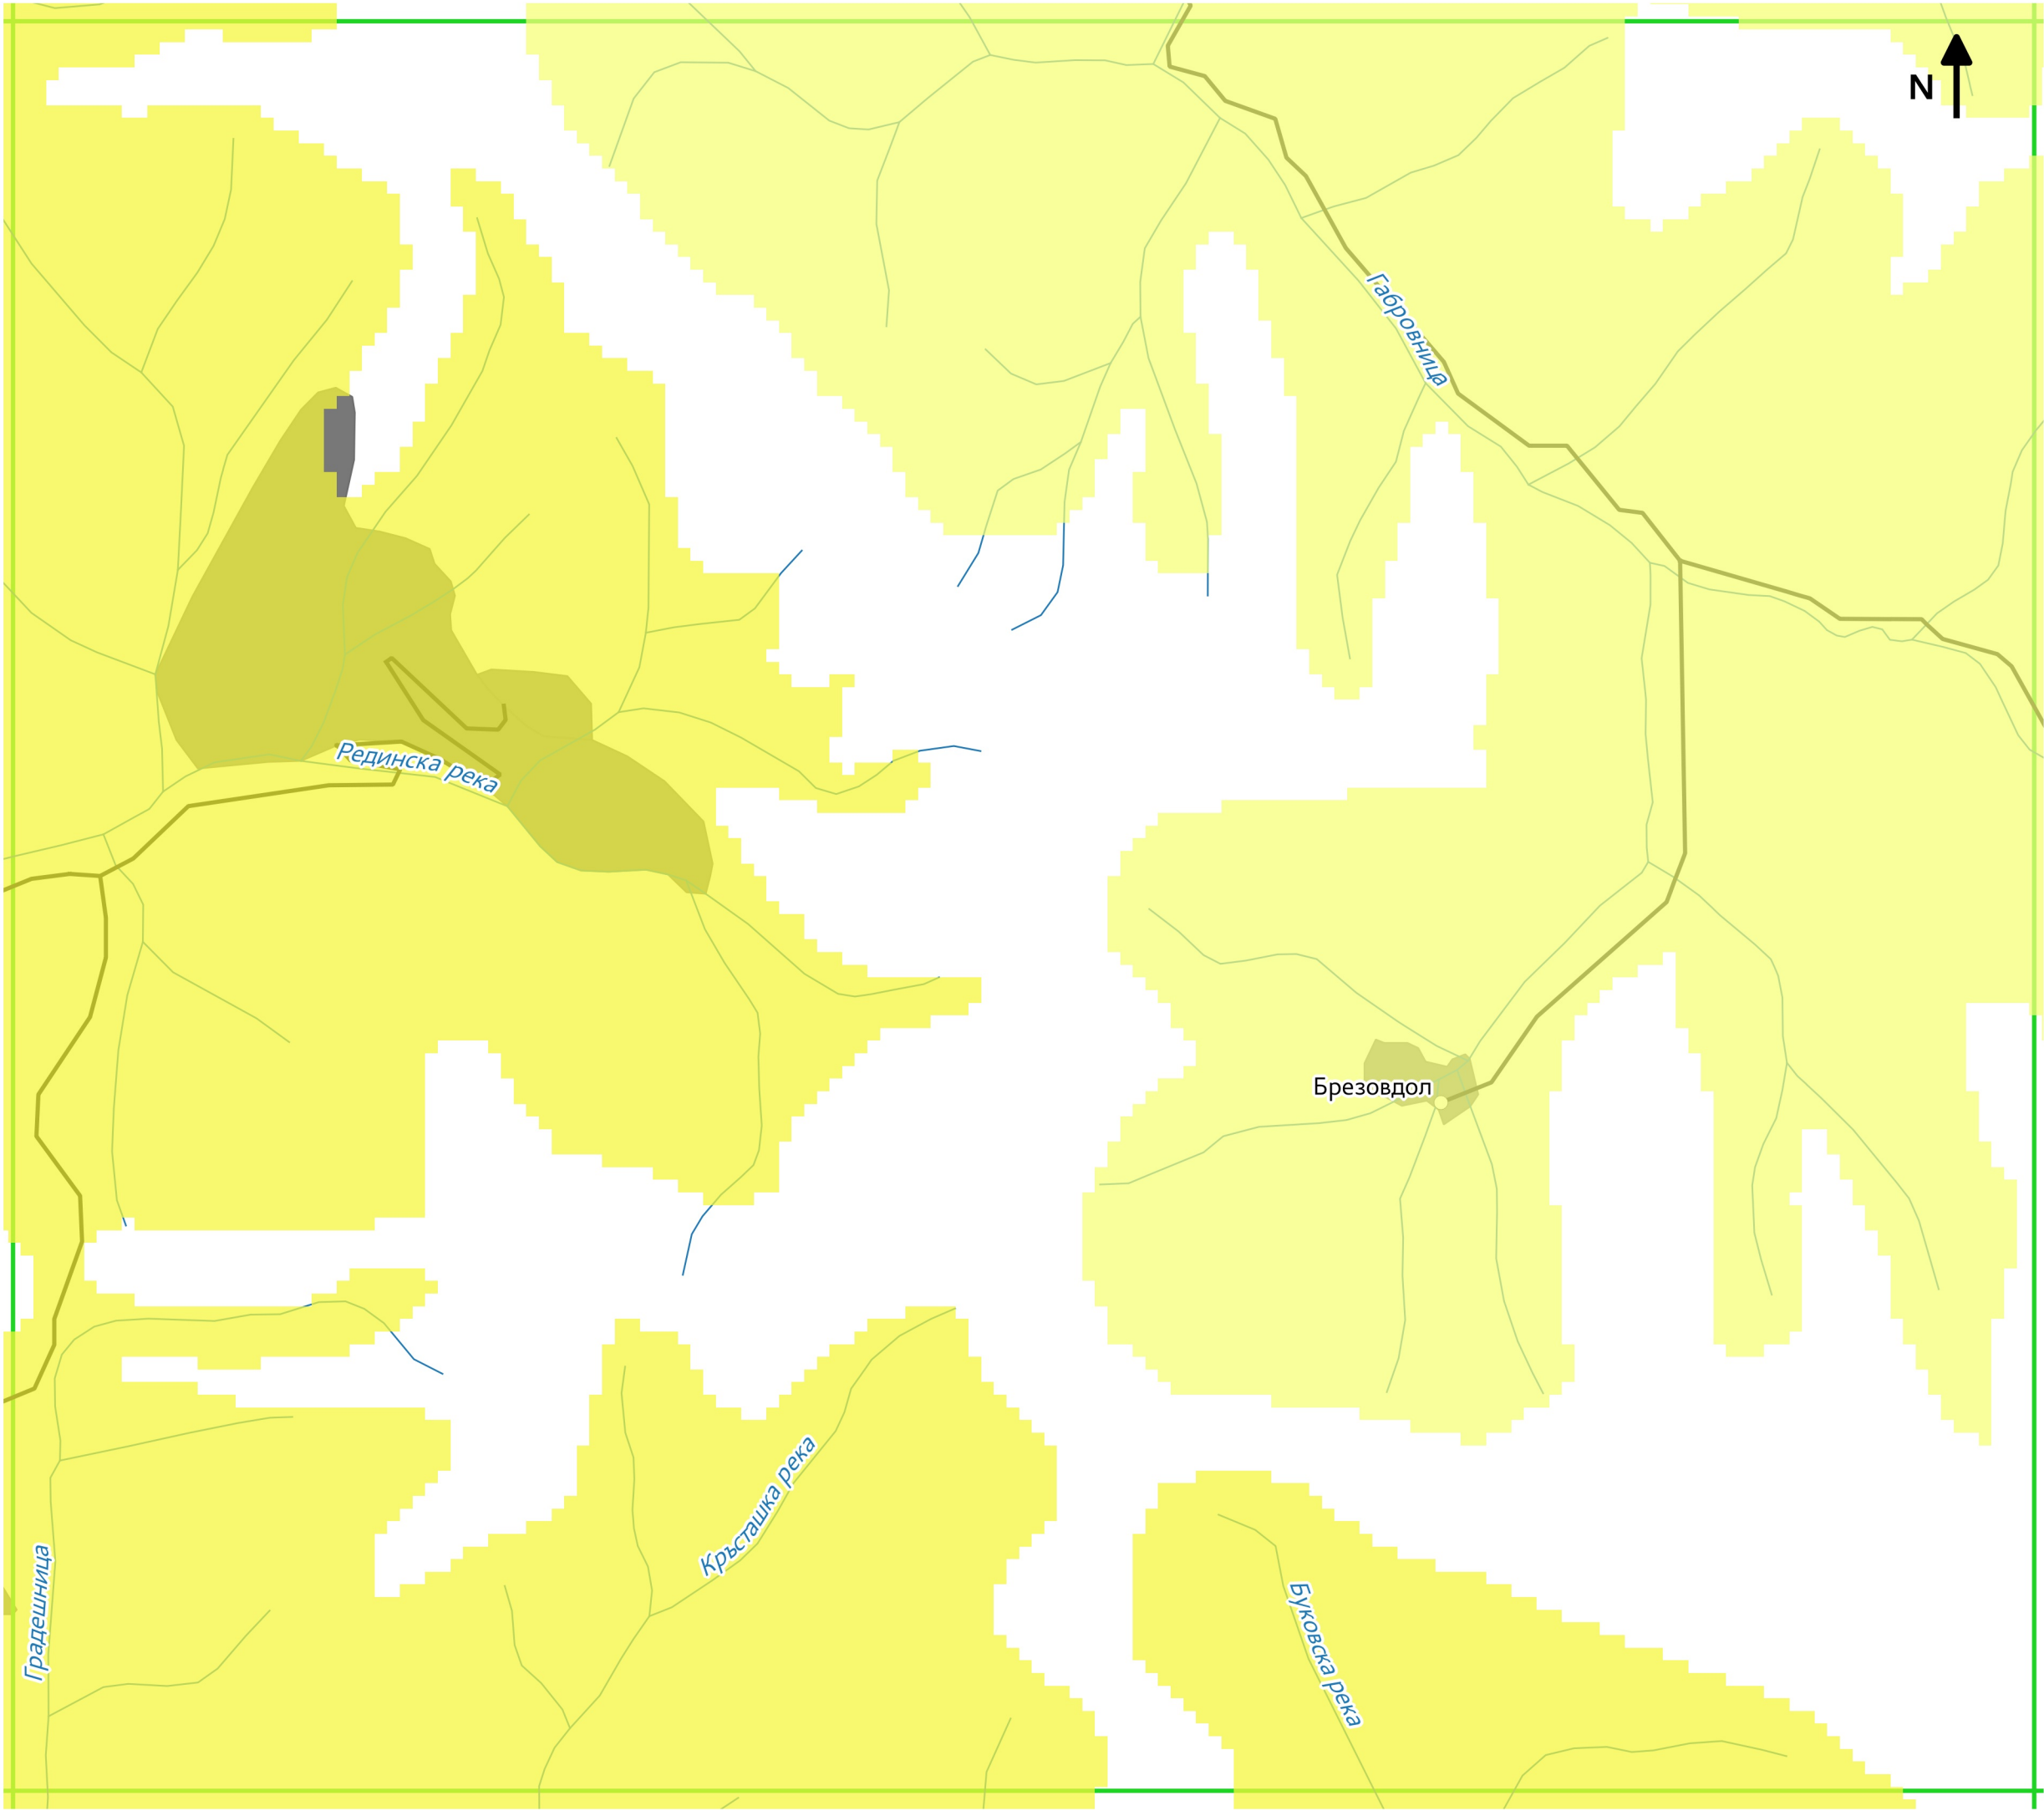 N
Габровница
Рединска река
Брезовдол
Кръсташка река
Градешница
Буковска река